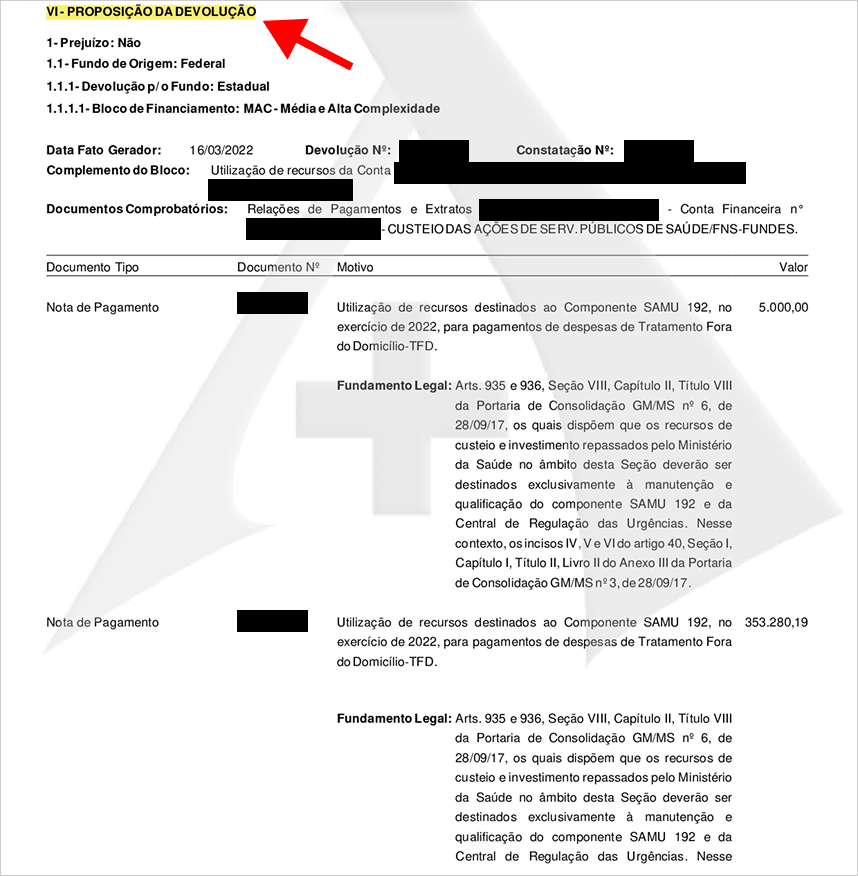 VI - PROPOSIÇÃO DA DEVOLUÇÃO
1- Prejuízo: Não
1.1- Fundo de Origem: Federal
1.1.1- Devolução p/ o Fundo: Estadual
1.1.1.1- Bloco de Financiamento: MAC - Média e Alta Complexidade
Data Fato Gerador: 16/03/2022 Devolução Nº: Constatação Nº:
Complemento do Bloco: Utilização de recursos da Conta
Documentos Comprobatórios: Relações de Pagamentos e Extratos - Conta Financeira n°
- CUSTEIO DAS AÇÕES DE SERV. PÚBLICOS DE SAÚDE/FNS-FUNDES.
Documento Tipo Documento Nº Motivo Valor
Nota de Pagamento Utilização de recursos destinados ao Componente SAMU 192, no 5.000,00
exercício de 2022, para pagamentos de despesas de Tratamento Fora
do Domicílio-TFD.
Fundamento Legal: Arts. 935 e 936, Seção VIII, Capítulo II, Título VIII
da Portaria de Consolidação GM/MS nº 6, de
28/09/17, os quais dispõem que os recursos de
custeio e investimento repassados pelo Ministério
da Saúde no âmbito desta Seção deverão ser
destinados exclusivamente à manutenção e
qualificação do componente SAMU 192 e da
Central de Regulação das Urgências. Nesse
contexto, os incisos IV, V e VI do artigo 40, Seção I,
Capítulo I, Título II, Livro II do Anexo III da Portaria
de Consolidação GM/MS nº 3, de 28/09/17.
Nota de Pagamento Utilização de recursos destinados ao Componente SAMU 192, no 353.280,19
exercício de 2022, para pagamentos de despesas de Tratamento Fora
do Domicílio-TFD.
Fundamento Legal: Arts. 935 e 936, Seção VIII, Capítulo II, Título VIII
da Portaria de Consolidação GM/MS nº 6, de
28/09/17, os quais dispõem que os recursos de
custeio e investimento repassados pelo Ministério
da Saúde no âmbito desta Seção deverão ser
destinados exclusivamente à manutenção e
qualificação do componente SAMU 192 e da
Central de Regulação das Urgências. Nesse